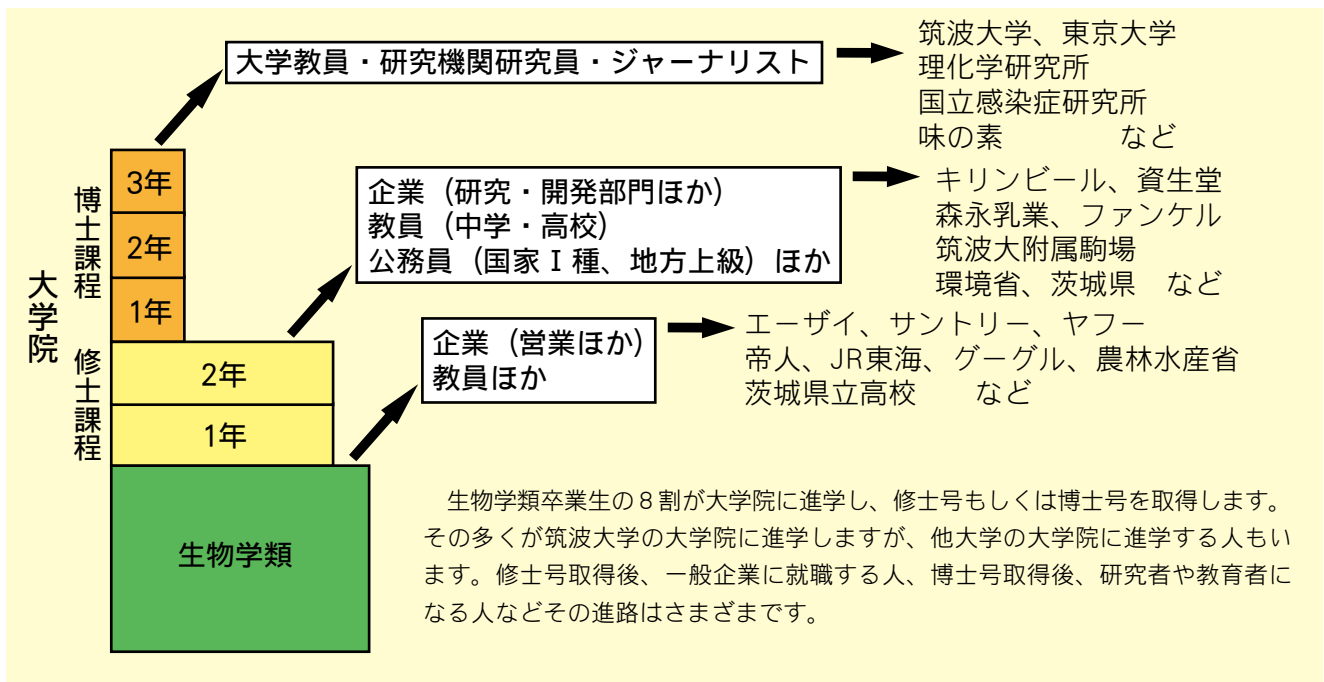 大学教員・研究機関研究員・ジャーナリスト
筑波大学、東京大学
理化学研究所
国立感染症研究所
味の素 など
企業（研究・開発部門ほか）
教員（中学・高校）
公務員（国家Ⅰ種、地方上級）ほか
キリンビール、資生堂
森永乳業、ファンケル
筑波大附属駒場
環境省、茨城県 など
企業（営業ほか）
教員ほか
エーザイ、サントリー、ヤフー
帝人、JR東海、グーグル、農林水産省
茨城県立高校 など
大学院
博士課程
3年
2年
1年
修士課程
2年
1年
生物学類
生物学類卒業生の８割が大学院に進学し、修士号もしくは博士号を取得します。
その多くが筑波大学の大学院に進学しますが、他大学の大学院に進学する人もい
ます。修士号取得後、一般企業に就職する人、博士号取得後、研究者や教育者に
なる人などその進路はさまざまです。